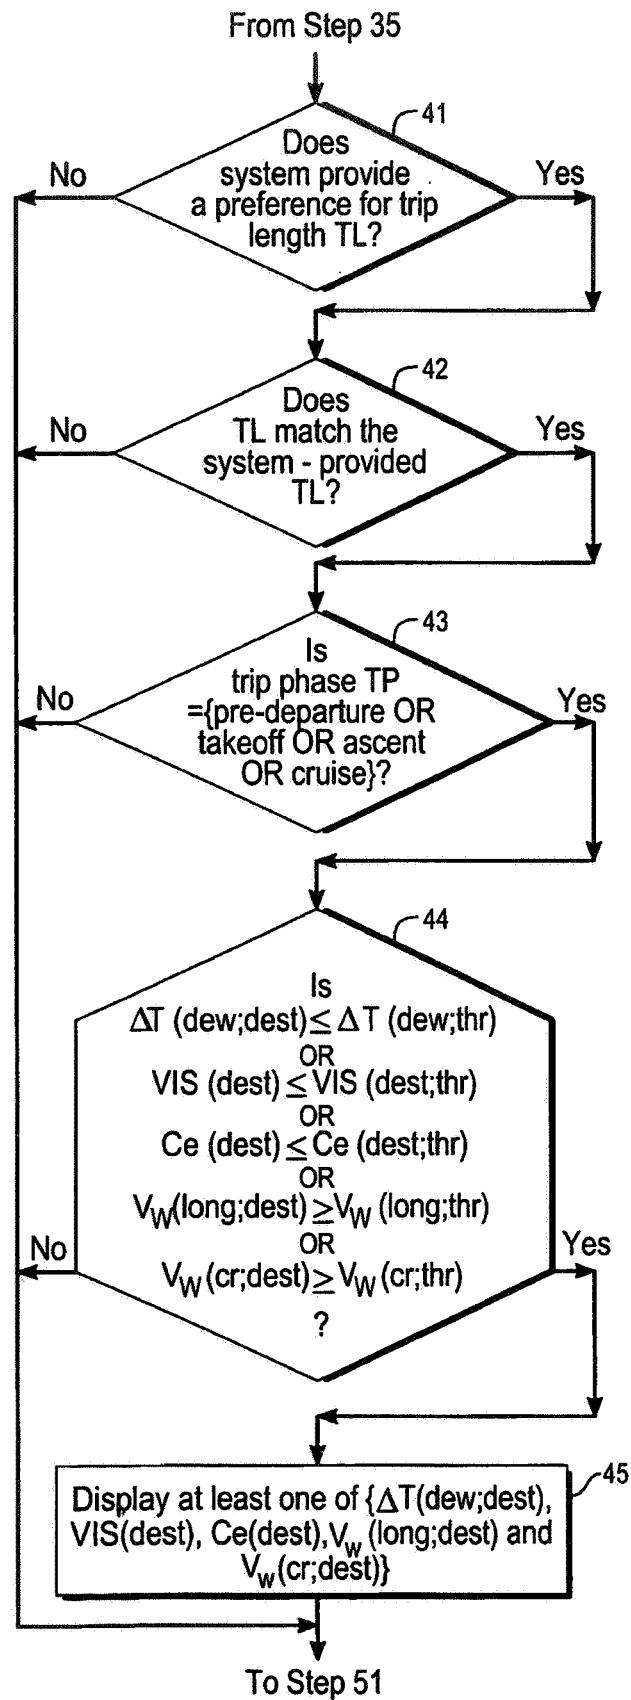 From Step 35
41
Does
system provide
a preference for trip
length TL?
No
Yes
42
Does
TL match the
system - provided
TL?
No
Yes
43
Is
trip phase TP
={pre-departure OR
takeoff OR ascent
OR cruise}?
No
Yes
44
Is
ΔT (dew;dest) ≤ ΔT (dew;thr)
OR
VIS (dest) ≤ VIS (dest;thr)
OR
Ce (dest) ≤ Ce (dest;thr)
OR
VW(long;dest) ≥ VW (long;thr)
OR
VW (cr;dest) ≥ VW (cr;thr)
?
No
Yes
45
Display at least one of {ΔT(dew;dest),
VIS(dest), Ce(dest),Vw (long;dest) and
Vw(cr;dest)}
To Step 51